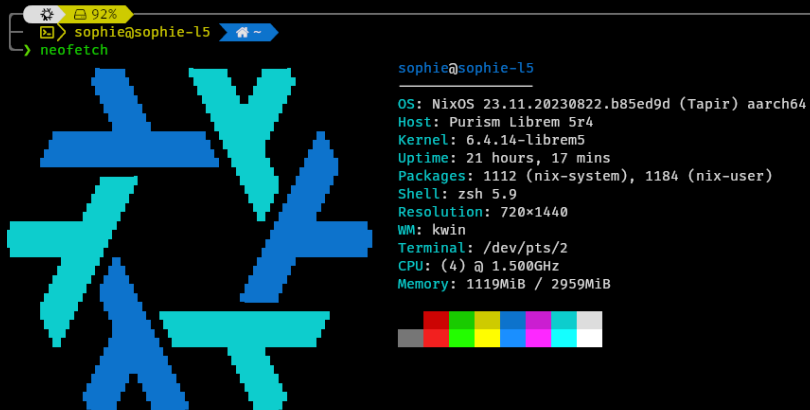 92%
sophie@sophie-l5 ~
❯ neofetch
sophie@sophie-l5
----------------
OS: NixOS 23.11.20230822.b85ed9d (Tapir) aarch64
Host: Purism Librem 5r4
Kernel: 6.4.14-librem5
Uptime: 21 hours, 17 mins
Packages: 1112 (nix-system), 1184 (nix-user)
Shell: zsh 5.9
Resolution: 720×1440
WM: kwin
Terminal: /dev/pts/2
CPU: (4) @ 1.500GHz
Memory: 1119MiB / 2959MiB